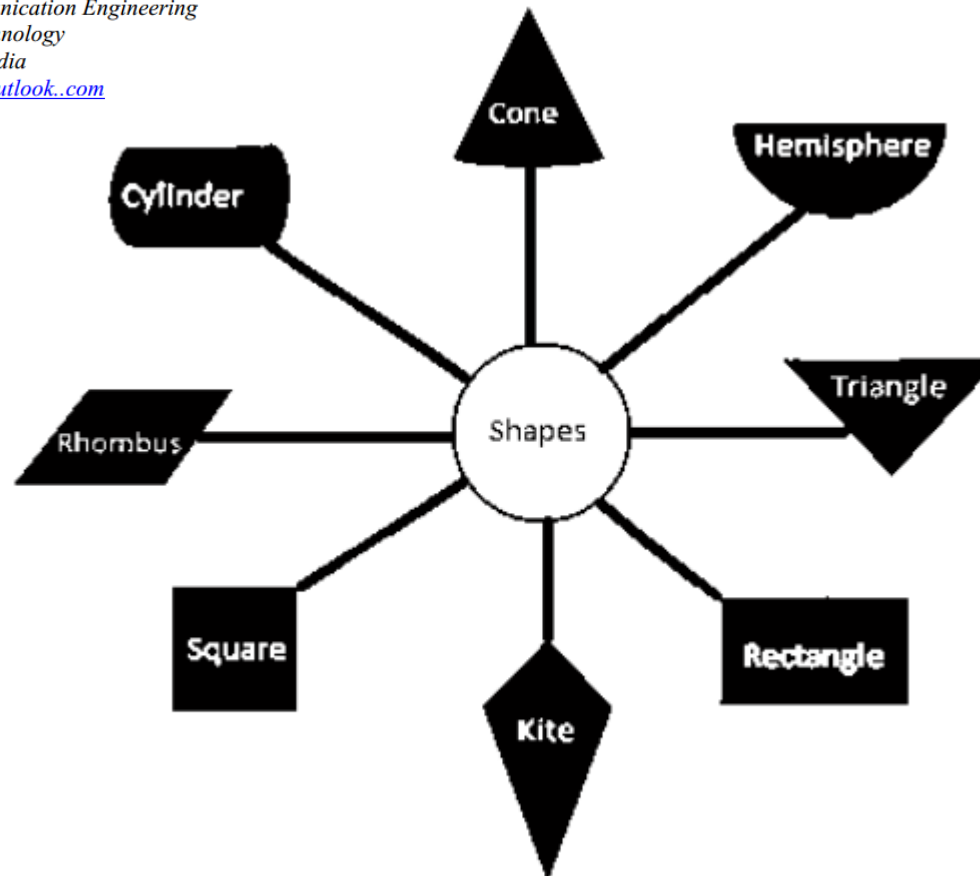 nication Engineering
nology
dia
utlook..com
Cone
Hemisphere
Cylinder
Triangle
Shapes
Rhombus
Square
Rectangle
Kite